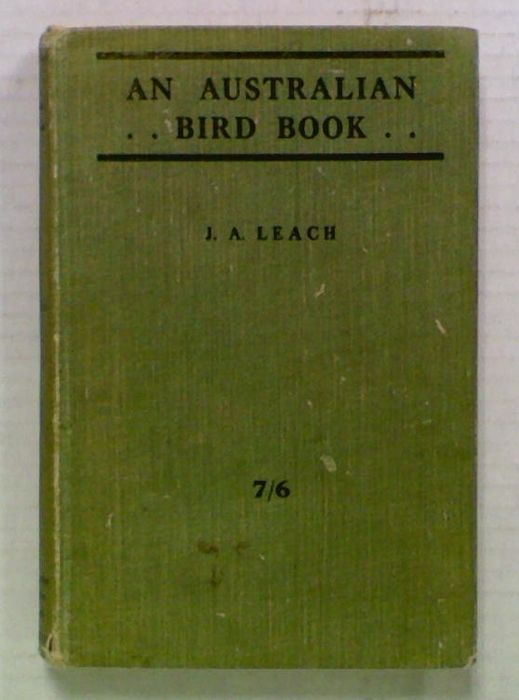 AN AUSTRALIAN
. . BIRD BOOK . .
J. A. LEACH
7/6